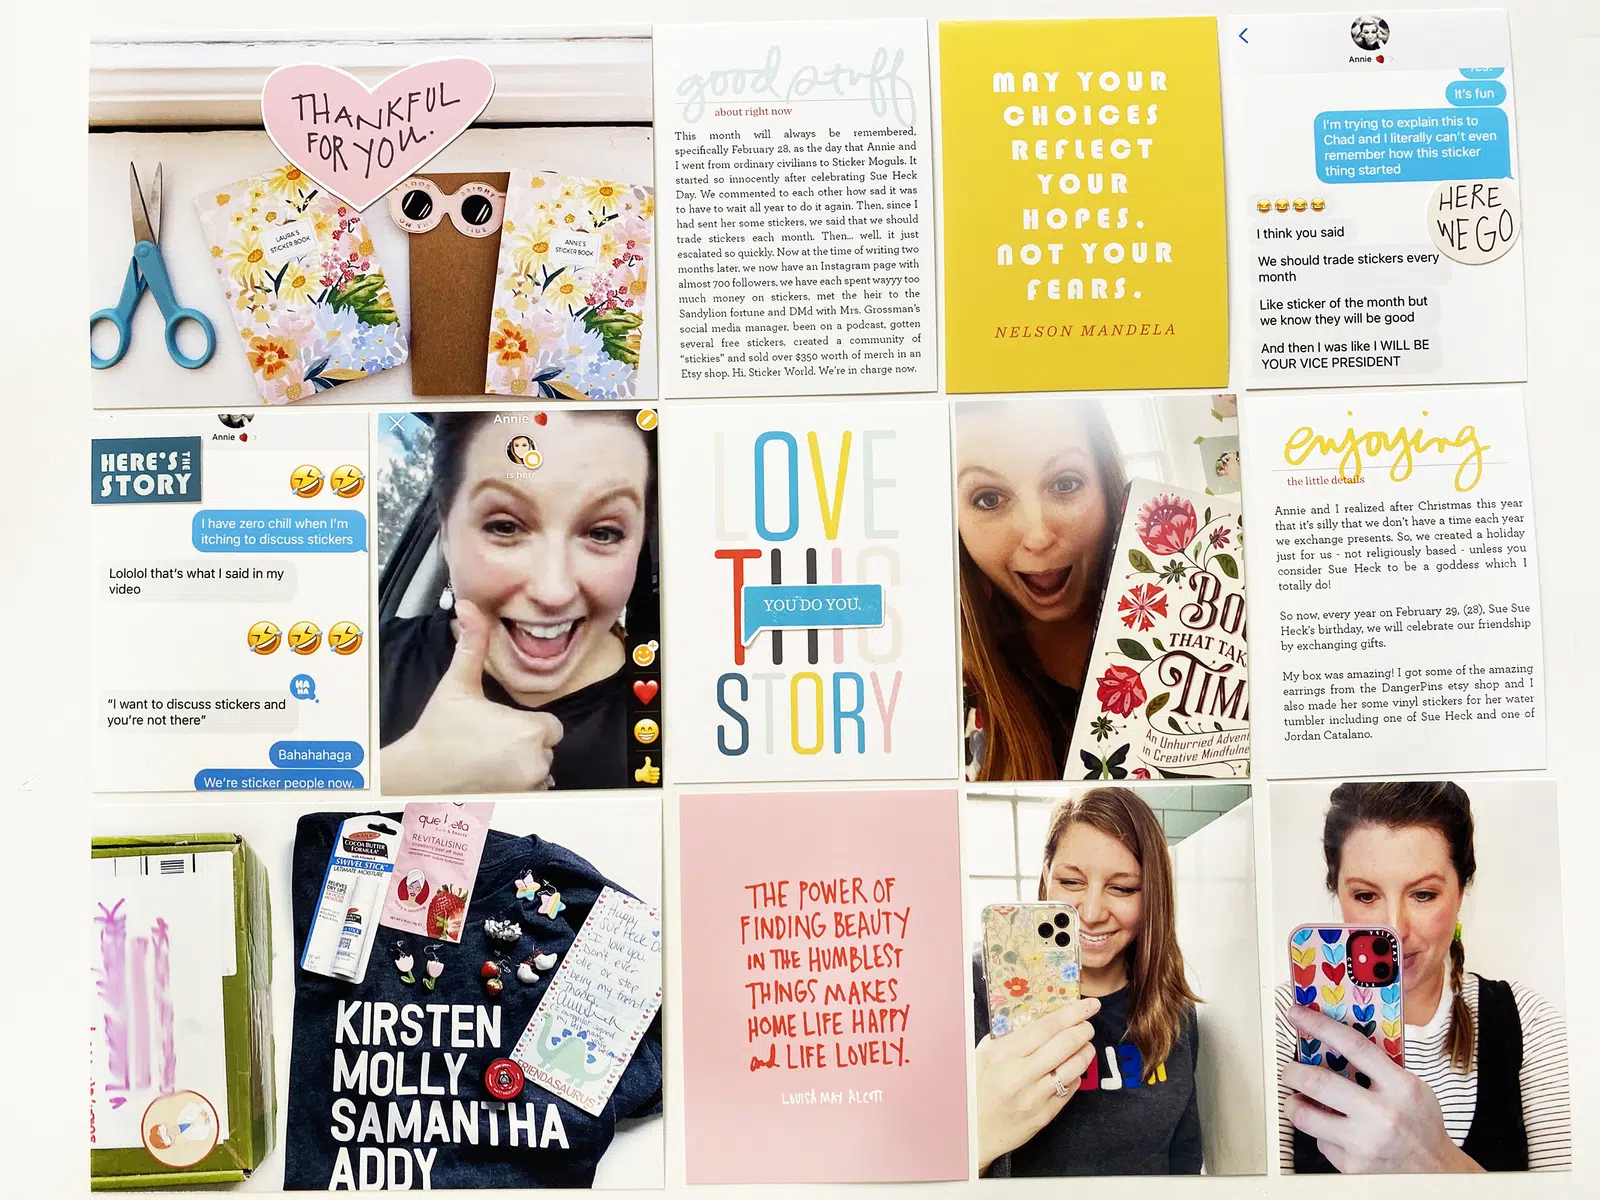 THANKFUL
FOR YOU.
LAURA'S
STICKER BOOK
LOOK
BRIGHT
ON THE
SIDE
ANNE'S
STICKER BOOK
good stuff
about right now
This month will always be remembered,
specifically February 28, as the day that Annie and
I went from ordinary civilians to Sticker Moguls. It
started so innocently after celebrating Sue Heck
Day. We commented to each other how sad it was
to have to wait all year to do it again. Then, since I
had sent her some stickers, we said that we should
trade stickers each month. Then... well, it just
escalated so quickly. Now at the time of writing two
months later, we now have an Instagram page with
almost 700 followers, we have each spent wayyy too
much money on stickers, met the heir to the
Sandylion fortune and DMd with Mrs. Grossman's
social media manager, been on a podcast, gotten
several free stickers, created a community of
"stickies" and sold over $350 worth of merch in an
Etsy shop. Hi, Sticker World. We're in charge now.
MAY YOUR
CHOICES
REFLECT
YOUR
HOPES.
NOT YOUR
FEARS.
NELSON MANDELA
Annie 🍓
Yes!
It's fun
I'm trying to explain this to
Chad and I literally can't even
remember how this sticker
thing started
😂😂😂😂
I think you said
We should trade stickers every
month
Like sticker of the month but
we know they will be good
And then I was like I WILL BE
YOUR VICE PRESIDENT
HERE
WE GO
Annie 🍓
HERE'S THE
STORY
🤣🤣
I have zero chill when I'm
itching to discuss stickers
Lololol that's what I said in my
video
🤣🤣🤣
HA
HA
"I want to discuss stickers and
you're not there"
Bahahahaga
We're sticker people now.
Annie 🍓
is here
LOVE
THIS
YOU DO YOU.
STORY
BOO
THAT TAK
TIM
An Unhurried Advent
in Creative Mindfulne
enjoying
the little details
Annie and I realized after Christmas this year
that it's silly that we don't have a time each year
we exchange presents. So, we created a holiday
just for us - not religiously based - unless you
consider Sue Heck to be a goddess which I
totally do!
So now, every year on February 29, (28), Sue Sue
Heck's birthday, we will celebrate our friendship
by exchanging gifts.
My box was amazing! I got some of the amazing
earrings from the DangerPins etsy shop and I
also made her some vinyl stickers for her water
tumbler including one of Sue Heck and one of
Jordan Catalano.
PALMER'S
COCOA BUTTER
FORMULA
SWIVEL STICK
ULTIMATE MOISTURE
RELIEVES
DRY LIPS
que bella
REVITALISING
strawberry peel off mask
Happy
Sue Heck Da
I love you
Don't ever
die or stop
being my friend
Thanks,
FRIENDASAURUS
KIRSTEN
MOLLY
SAMANTHA
ADDY
THE POWER OF
FINDING BEAUTY
IN THE HUMBLEST
THINGS MAKES
HOME LIFE HAPPY
and LIFE LOVELY.
LOUISA MAY ALCOTT
CASETIFY